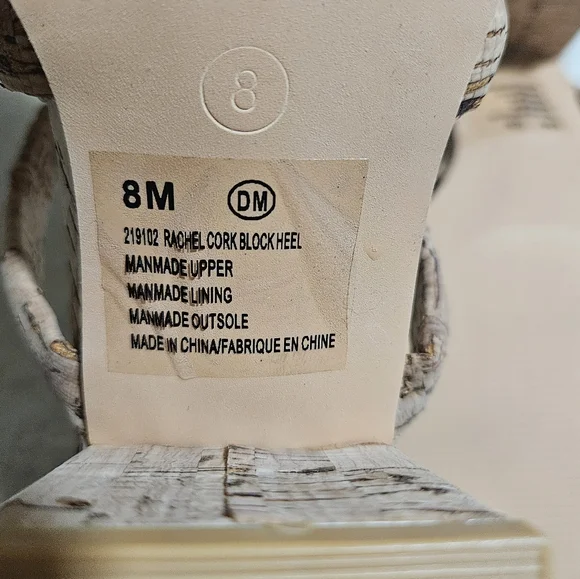 8
8M DM
219102 RACHEL CORK BLOCK HEEL
MANMADE UPPER
MANMADE LINING
MANMADE OUTSOLE
MADE IN CHINA/FABRIQUE EN CHINE